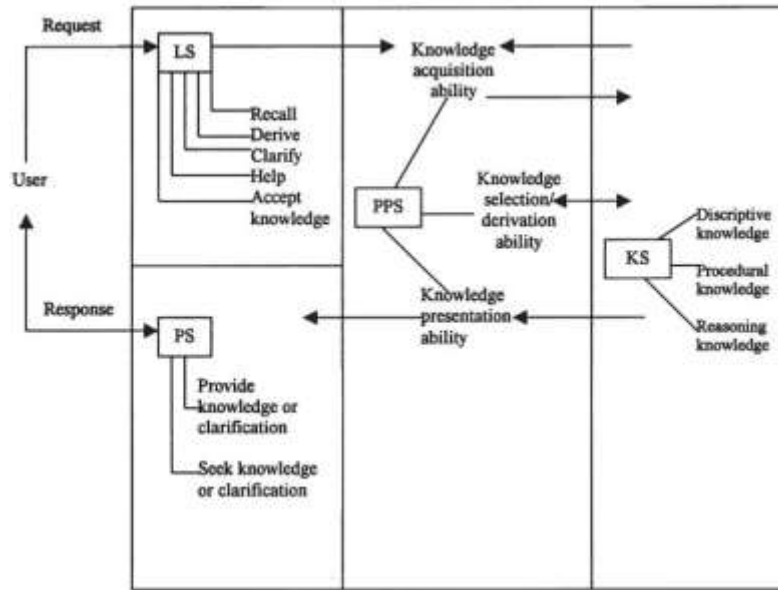 Request
LS
Knowledge
acquisition
ability
Recall
Derive
Clarify
Help
Accept
knowledge
User
PPS
Knowledge
selection/
derivation
ability
KS
Discriptive
knowledge
Procedural
knowledge
Reasoning
knowledge
Response
PS
Knowledge
presentation
ability
Provide
knowledge or
clarification
Seek knowledge
or clarification